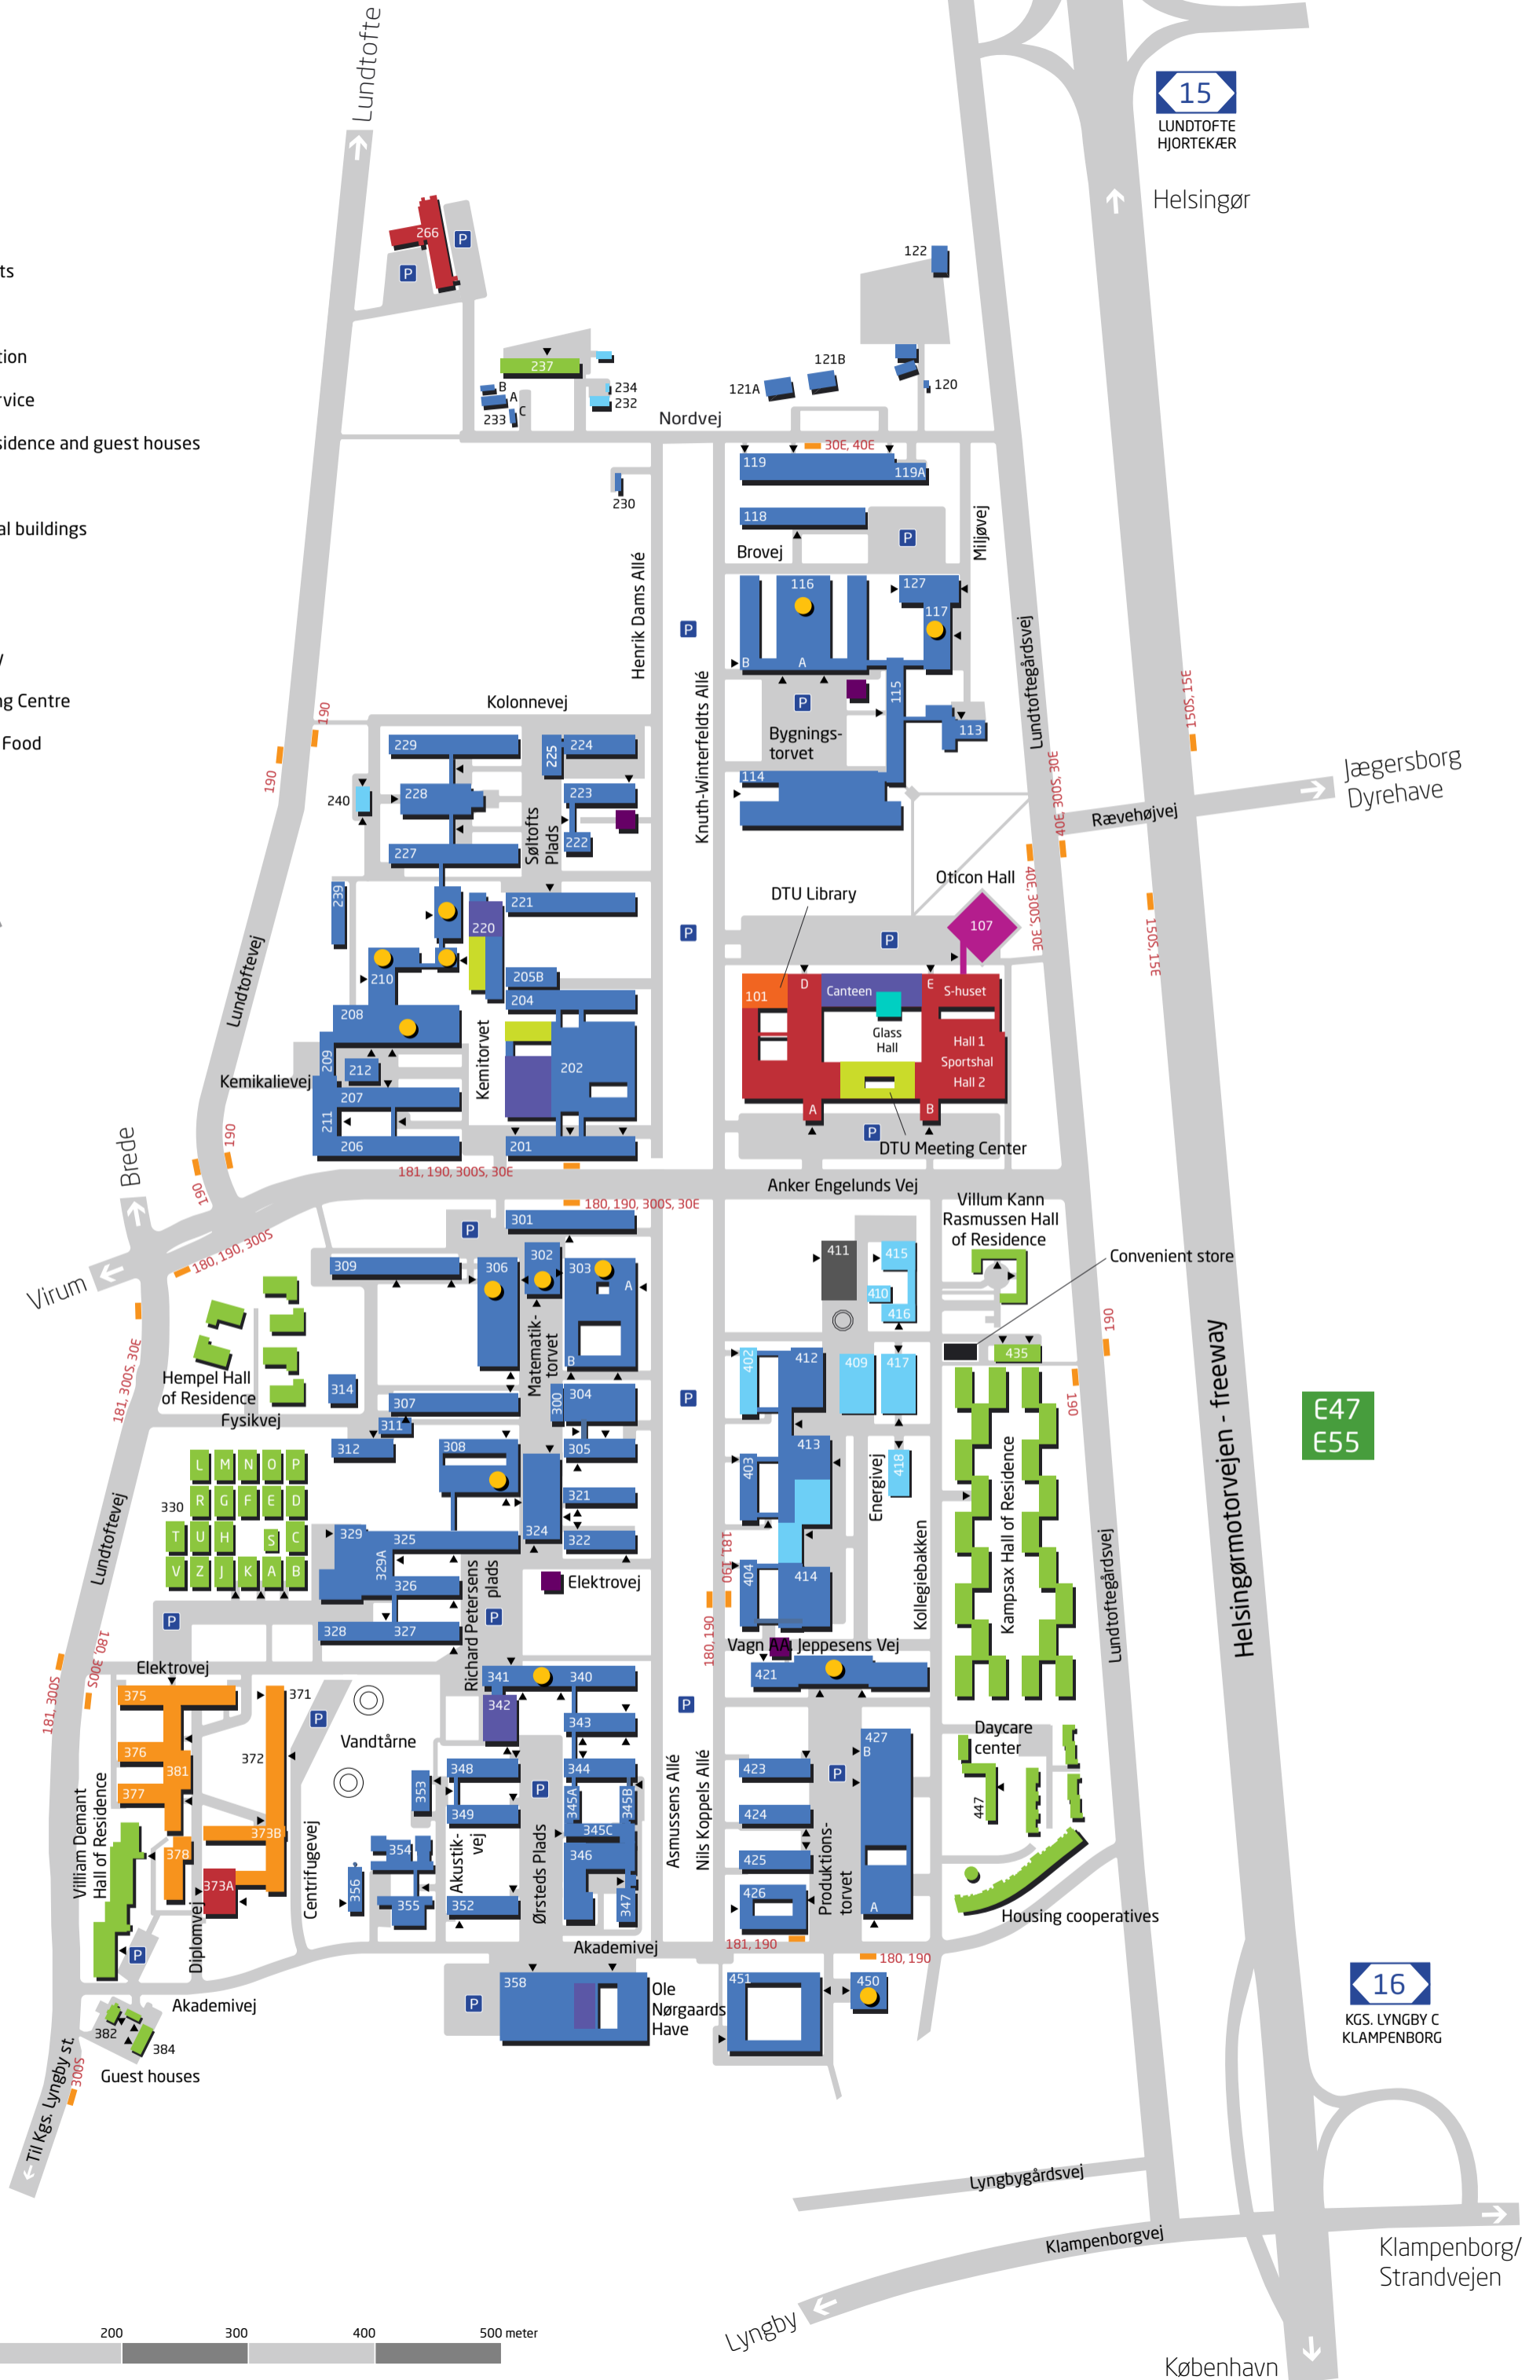 Lundtofte
15
LUNDTOFTE
HJORTEKÆR
Helsingør
266
P
P
122
ts
tion
rvice
sidence and guest houses
al buildings
y
ng Centre
Food
237
B
A
C
233
234
232
121A
121B
120
Nordvej
30E, 40E
119
119A
230
118
P
Miljøvej
Brovej
Henrik Dams Allé
116
127
117
B
A
P
P
115
113
Bygnings-
torvet
114
Knuth-Winterfeldts Allé
Lundtoftegårdsvej
150S, 15E
Kolonnevej
190
190
229
225
224
240
228
223
222
Søltofts
Plads
227
30E, 300S, 40E
Rævehøjvej
Jægersborg
Dyrehave
40E, 300S, 30E
150S, 15E
239
221
220
P
DTU Library
Oticon Hall
107
P
Lundtoftevej
210
205B
204
208
209
212
Kemikalievej
207
211
206
Kemitorvet
202
201
101
D
Canteen
E
S-huset
Glass
Hall
Hall 1
Sportshal
Hall 2
A
B
P
DTU Meeting Center
190
190
Brede
181, 190, 300S, 30E
180, 190, 300S, 30E
Anker Engelunds Vej
180, 190, 300S
Virum
301
P
309
306
302
303
A
B
Matematik-
torvet
411
415
410
416
Villum Kann
Rasmussen Hall
of Residence
Convenient store
190
435
190
181, 300S, 30E
Hempel Hall
of Residence
Fysikvej
314
307
311
312
308
300
304
305
P
402
412
409
417
413
403
418
Energivej
Kollegiebakken
Kampsax Hall of Residence
Helsingørmotorvejen - freeway
E47
E55
L M N O P
330
R G F E D
T U H S C
V Z J K A B
Lundtoftevej
329
325
329A
326
328
327
324
321
322
Elektrovej
Richard Petersens
plads
P
P
181, 190
180, 190
404
414
Vagn AA. Jeppesens Vej
421
Lundtoftegårdsvej
180, 300S
181, 300S
Elektrovej
375
376
381
377
378
371
372
373B
373A
P
Vandtårne
341
340
342
343
348
344
353
349
P
345A
345B
345C
346
347
354
356
355
352
Akustik-
vej
Ørsteds Plads
Centrifugevej
Diplomvej
Villiam Demant
Hall of Residence
P
P
Asmussens Allé
Nils Koppels Allé
423
424
425
426
P
Produktions-
torvet
427
B
A
Daycare
center
447
Housing cooperatives
Akademivej
181, 190
180, 190
358
P
Ole
Nørgaards
Have
451
450
Akademivej
382
384
Guest houses
300S
Til Kgs. Lyngby st.
16
KGS. LYNGBY C
KLAMPENBORG
Lyngbygårdsvej
Klampenborgvej
Klampenborg/
Strandvejen
Lyngby
København
200 300 400 500 meter